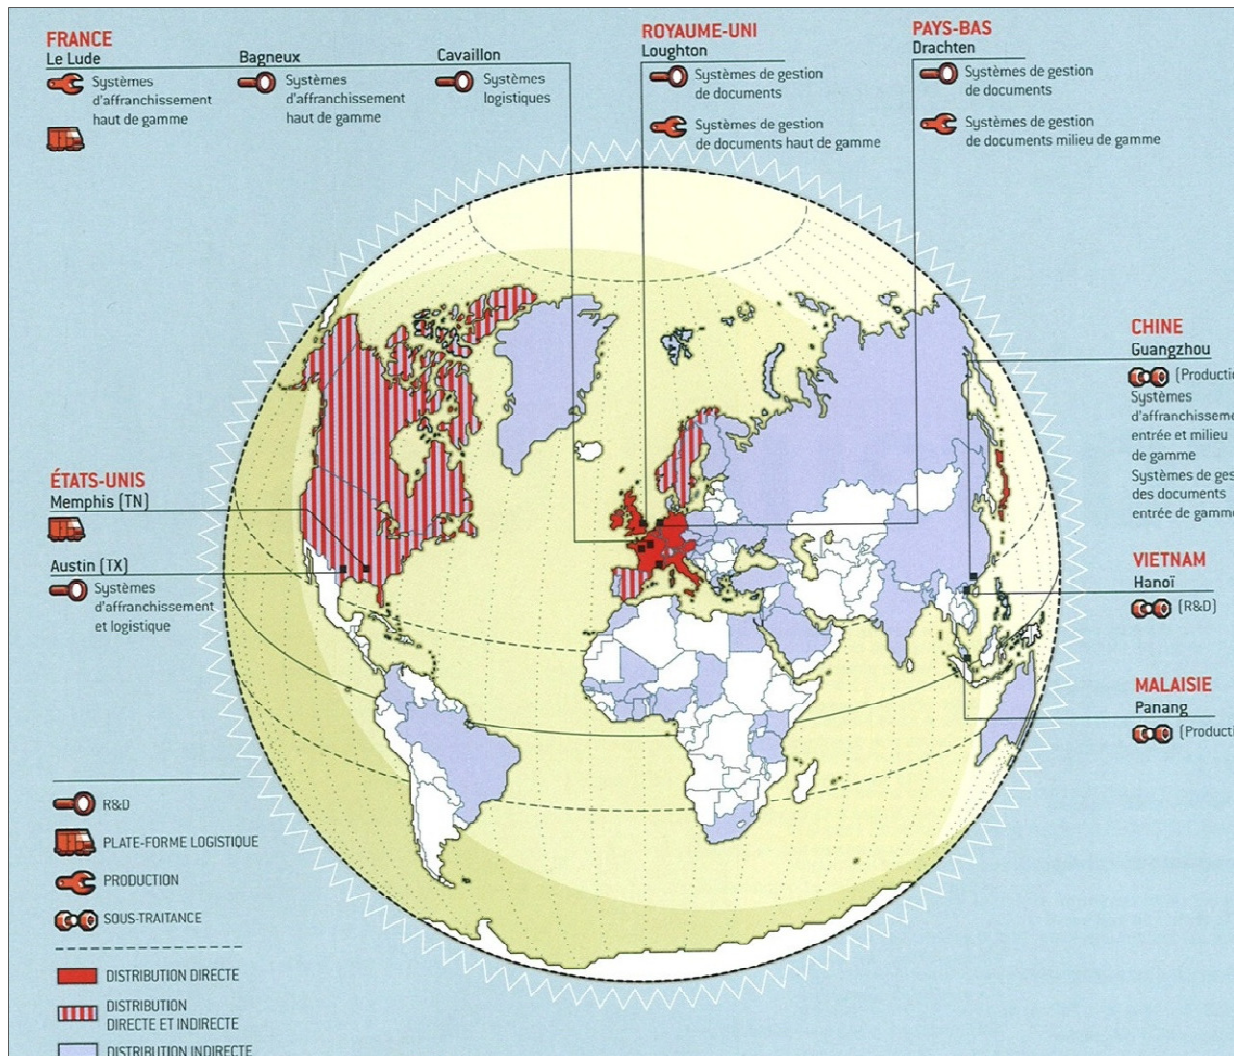 FRANCE
Le Lude
Systèmes
d'affranchissement
haut de gamme
Bagneux
Systèmes
d'affranchissement
haut de gamme
Cavaillon
Systèmes
logistiques
ROYAUME-UNI
Loughton
Systèmes de gestion
de documents
Systèmes de gestion
de documents haut de gamme
PAYS-BAS
Drachten
Systèmes de gestion
de documents
Systèmes de gestion
de documents milieu de gamme
CHINE
Guangzhou
Systèmes
entrée et milieu
de gamme
Systèmes de
des documents
entrée de gamme
ÉTATS-UNIS
Memphis (TN)
Austin (TX)
Systèmes
d'affranchissement
et logistique
VIETNAM
Hanoï
(R&D)
MALAISIE
Panang
R&D
PLATE-FORME LOGISTIQUE
PRODUCTION
SOUS-TRAITANCE
DISTRIBUTION DIRECTE
DISTRIBUTION
DIRECTE ET INDIRECTE
DISTRIBUTION INDIRECTE